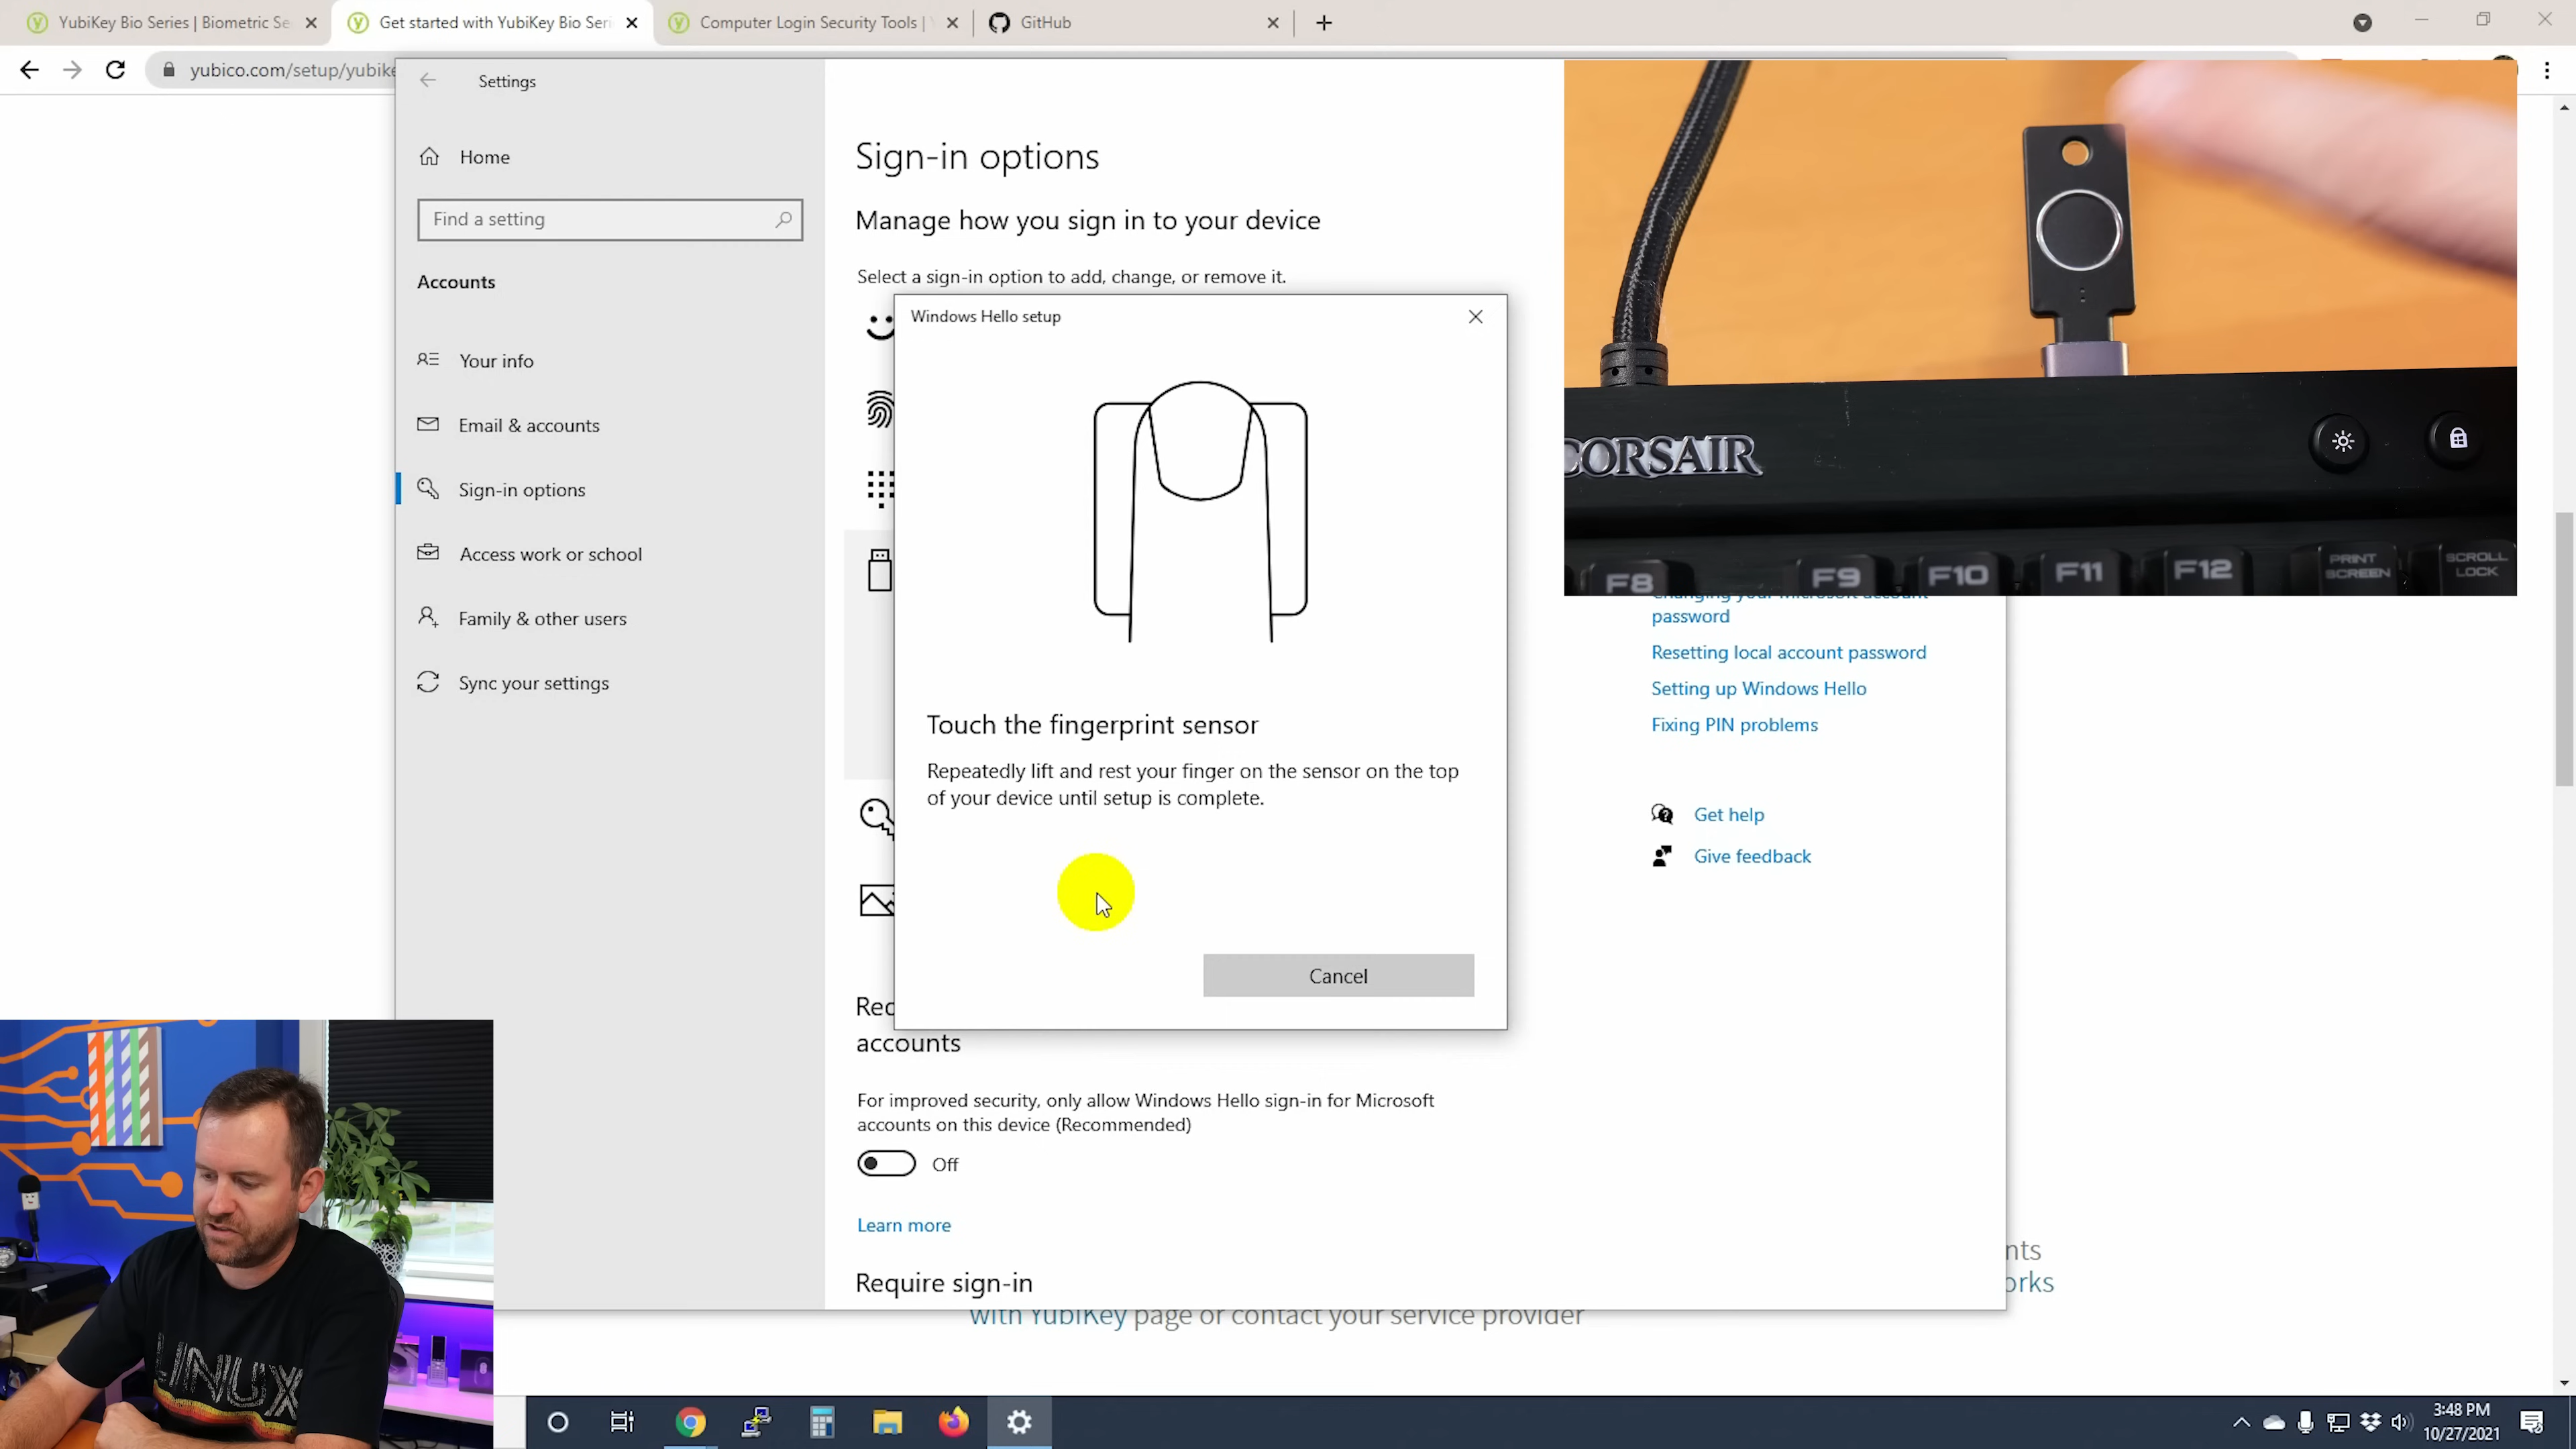 YubiKey Bio Series | Biometric Se
Get started with YubiKey Bio Seri
Computer Login Security Tools |
GitHub
yubico.com/setup/yubike
Settings
Home
Find a setting
Accounts
Your info
Email & accounts
Sign-in options
Access work or school
Family & other users
Sync your settings
Sign-in options
Manage how you sign in to your device
Select a sign-in option to add, change, or remove it.
Windows Hello setup
Touch the fingerprint sensor
Repeatedly lift and rest your finger on the sensor on the top
of your device until setup is complete.
Cancel
Rec
accounts
For improved security, only allow Windows Hello sign-in for Microsoft
accounts on this device (Recommended)
Off
Learn more
Require sign-in
CORSAIR
F8
F9
F10
F11
F12
PRINT
SCREEN
SCROLL
LOCK
Changing your Microsoft account
password
Resetting local account password
Setting up Windows Hello
Fixing PIN problems
Get help
Give feedback
nts
orks
with YubiKey page or contact your service provider
LINUX
3:48 PM
10/27/2021